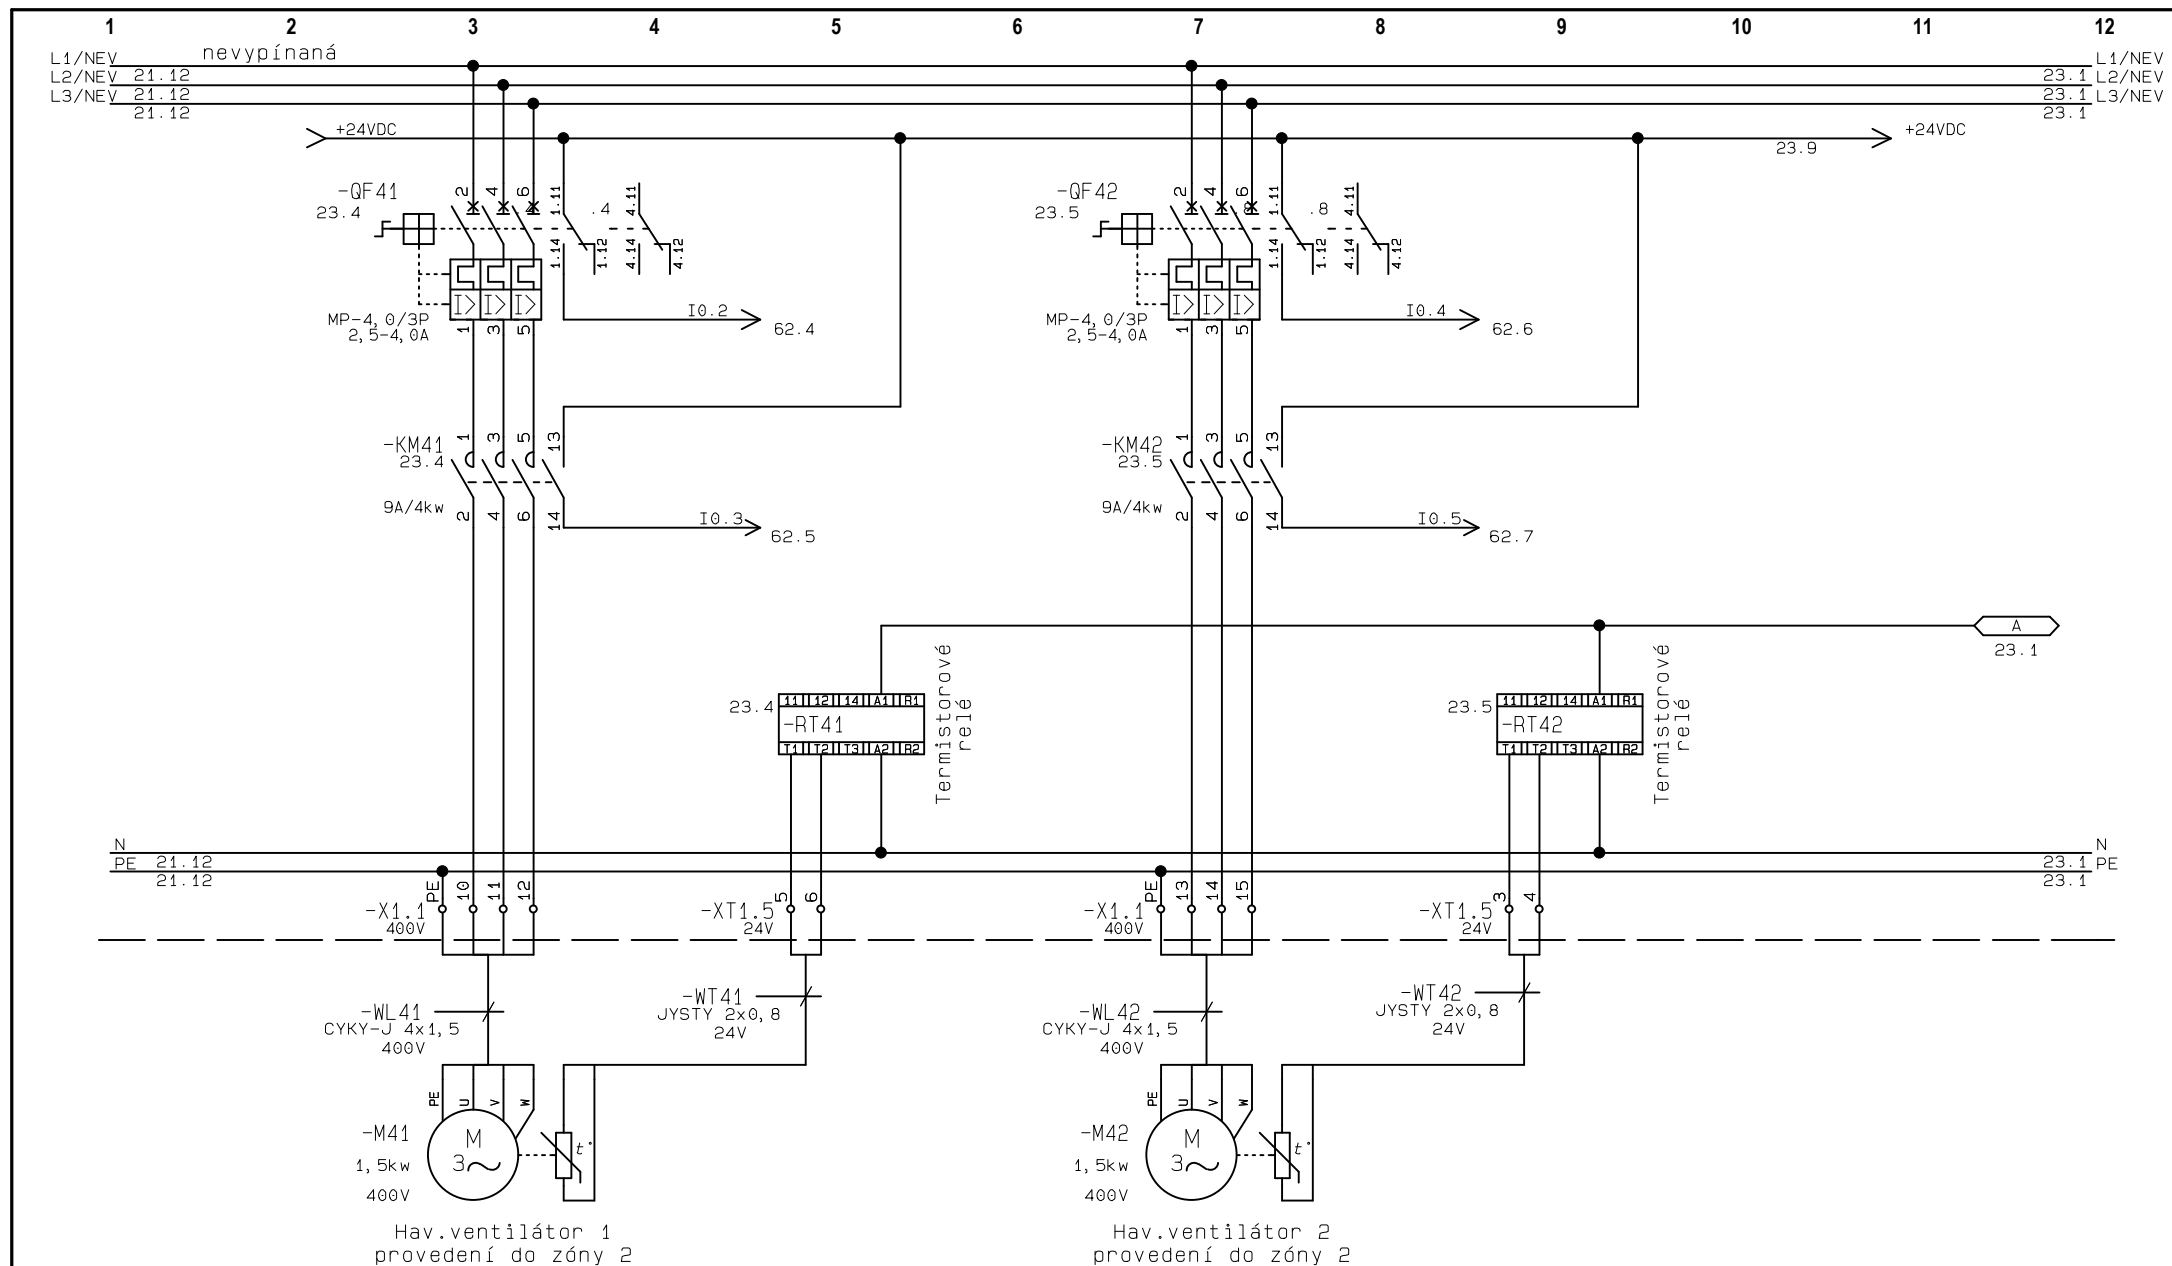 1 2 3 4 5 6 7 8 9 10 11 12
nevypínaná
L1/NEV
21.12
L2/NEV
21.12
L3/NEV
21.12
L1/NEV
23.1
L2/NEV
23.1
L3/NEV
23.1
+24VDC
23.9
+24VDC
-QF41
23.4
2 4 6 1.11 4.11
.4
1.14 1.12 4.14 4.12
I> I> I>
MP-4,0/3P
2,5-4,0A
1 3 5
I0.2
62.4
-QF42
23.5
2 4 6 1.11 4.11
.8 .8
1.14 1.12 4.14 4.12
I> I> I>
MP-4,0/3P
2,5-4,0A
1 3 5
I0.4
62.6
-KM41
23.4
1 3 5 13
9A/4kw
2 4 6 14
I0.3
62.5
-KM42
23.5
1 3 5 13
9A/4kw
2 4 6 14
I0.5
62.7
A
23.1
23.4
11 12 14 A1 R1
-RT41
T1 T2 T3 A2 R2
Termistorové
relé
23.5
11 12 14 A1 R1
-RT42
T1 T2 T3 A2 R2
Termistorové
relé
N
21.12
PE
21.12
N
23.1
PE
23.1
-X1.1
400V
PE 10 11 12
-XT1.5
24V
5 6
-X1.1
400V
PE 13 14 15
-XT1.5
24V
3 4
-WL41
CYKY-J 4x1,5
400V
-WT41
JYSTY 2x0,8
24V
-WL42
CYKY-J 4x1,5
400V
-WT42
JYSTY 2x0,8
24V
PE U V W
-M41
1,5kw
400V
M
3~
t°
PE U V W
-M42
1,5kw
400V
M
3~
t°
Hav.ventilátor 1
provedení do zóny 2
Hav.ventilátor 2
provedení do zóny 2